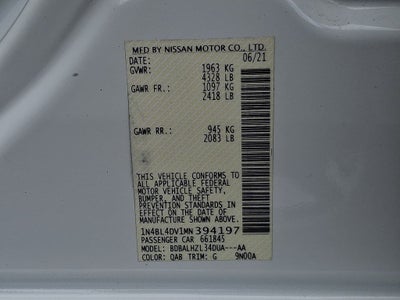 MFD BY NISSAN MOTOR CO., LTD.
DATE: 06/21
GVWR: 1963 KG
4328 LB
GAWR FR.: 1097 KG
2418 LB
GAWR RR.: 945 KG
2083 LB
THIS VEHICLE CONFORMS TO
ALL APPLICABLE FEDERAL
MOTOR VEHICLE SAFETY,
BUMPER, AND THEFT
PREVENTION STANDARDS IN
EFFECT ON THE DATE OF
MANUFACTURE SHOWN ABOVE.
1N4BL4DV1MN 394197
PASSENGER CAR 661845
MODEL: BDBALHZL34DUA---AA
COLOR: QAB TRIM: G 9N00A